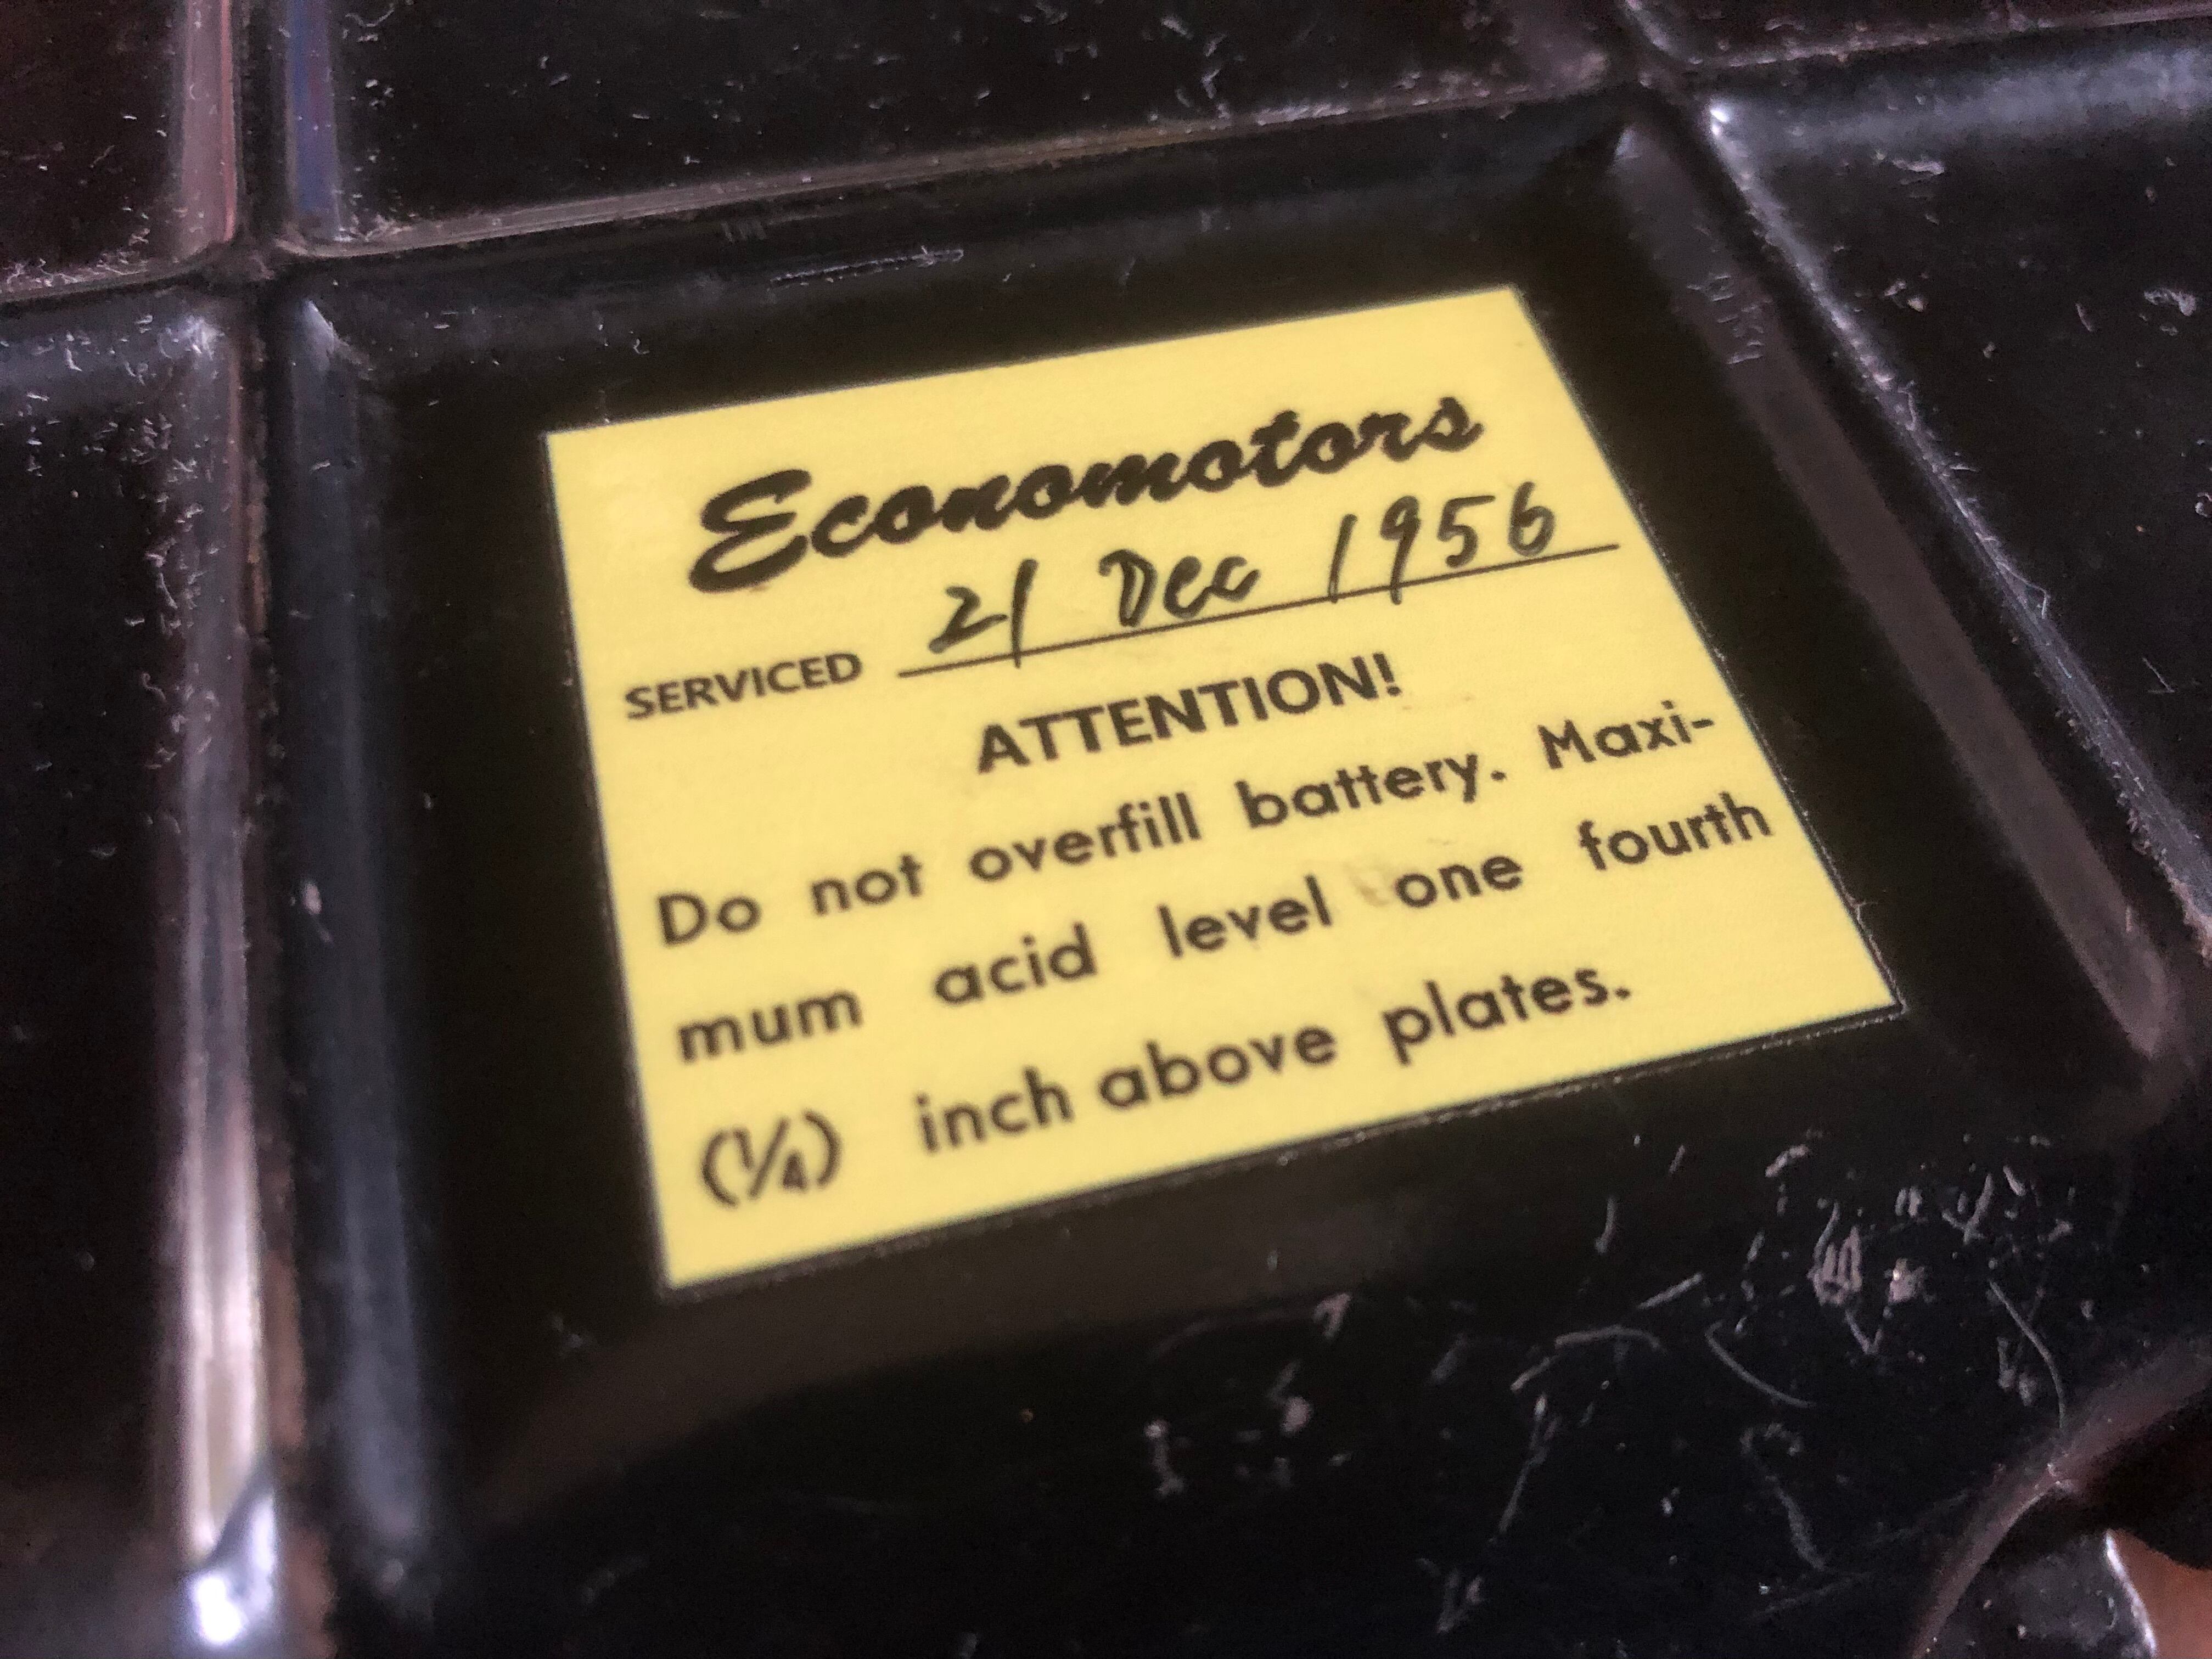 Economotors
SERVICED 21 Dec 1956
ATTENTION!
Do not overfill battery. Maxi-
mum acid level one fourth
(1/4) inch above plates.